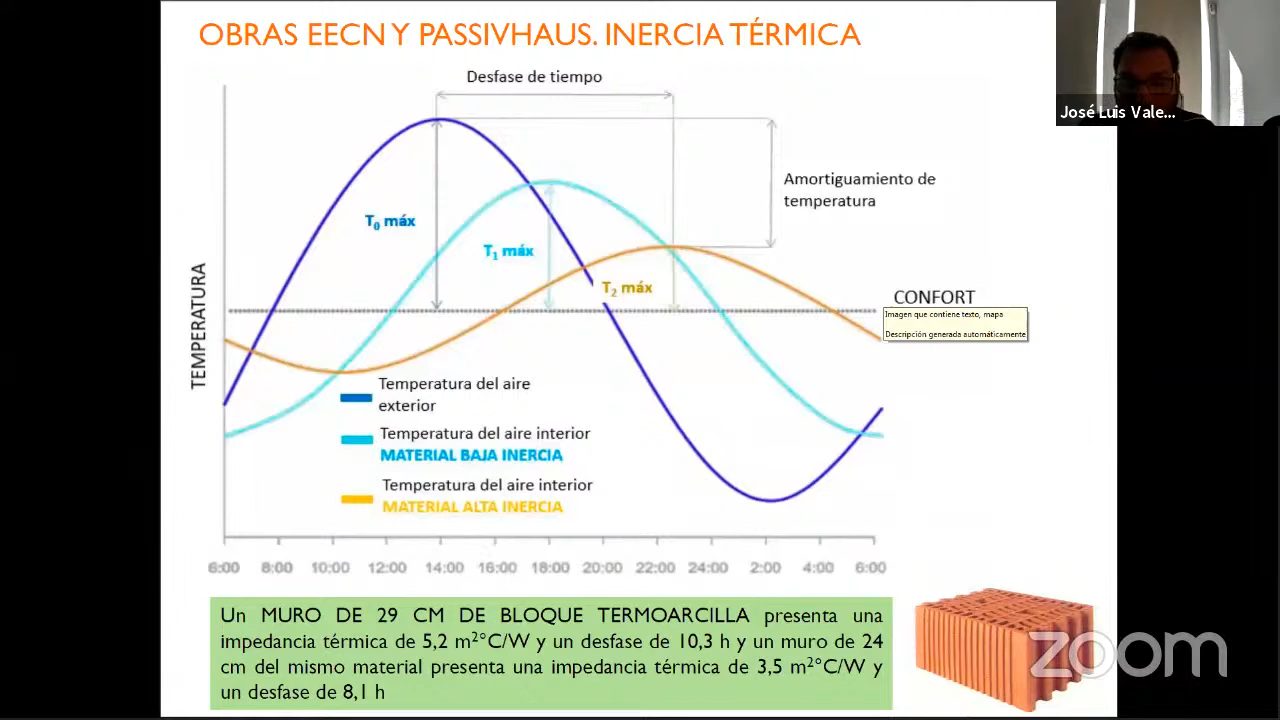 OBRAS EECN Y PASSIVHAUS. INERCIA TÉRMICA
José Luis Vale...
Desfase de tiempo
Amortiguamiento de
temperatura
T₀ máx
T₁ máx
T₂ máx
TEMPERATURA
CONFORT
Imagen que contiene texto, mapa
Descripción generada automáticamente
Temperatura del aire
exterior
Temperatura del aire interior
MATERIAL BAJA INERCIA
Temperatura del aire interior
MATERIAL ALTA INERCIA
6:00 8:00 10:00 12:00 14:00 16:00 18:00 20:00 22:00 24:00 2:00 4:00 6:00
Un MURO DE 29 CM DE BLOQUE TERMOARCILLA presenta una
impedancia térmica de 5,2 m²°C/W y un desfase de 10,3 h y un muro de 24
cm del mismo material presenta una impedancia térmica de 3,5 m²°C/W y
un desfase de 8,1 h
zoom